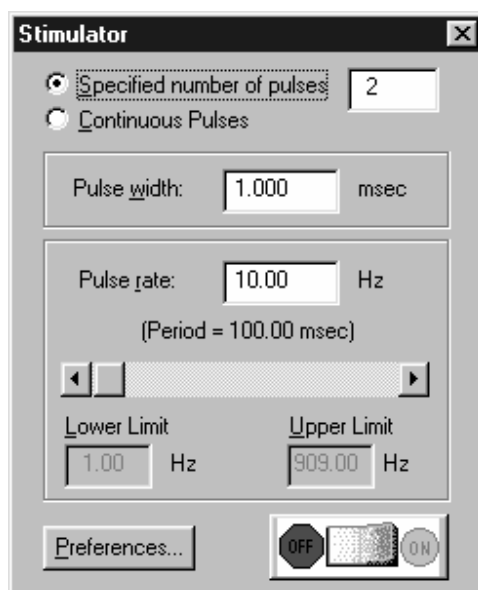 Stimulator
Specified number of pulses 2
Continuous Pulses
Pulse width: 1.000 msec
Pulse rate: 10.00 Hz
(Period = 100.00 msec)
Lower Limit Upper Limit
1.00 Hz 909.00 Hz
Preferences... OFF ON